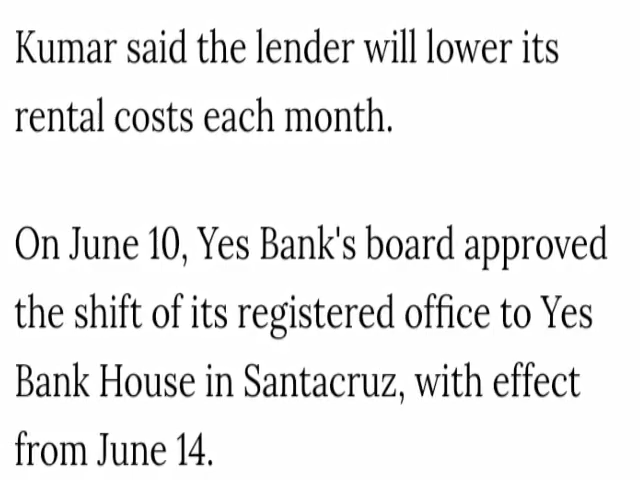 Kumar said the lender will lower its
rental costs each month.
On June 10, Yes Bank's board approved
the shift of its registered office to Yes
Bank House in Santacruz, with effect
from June 14.